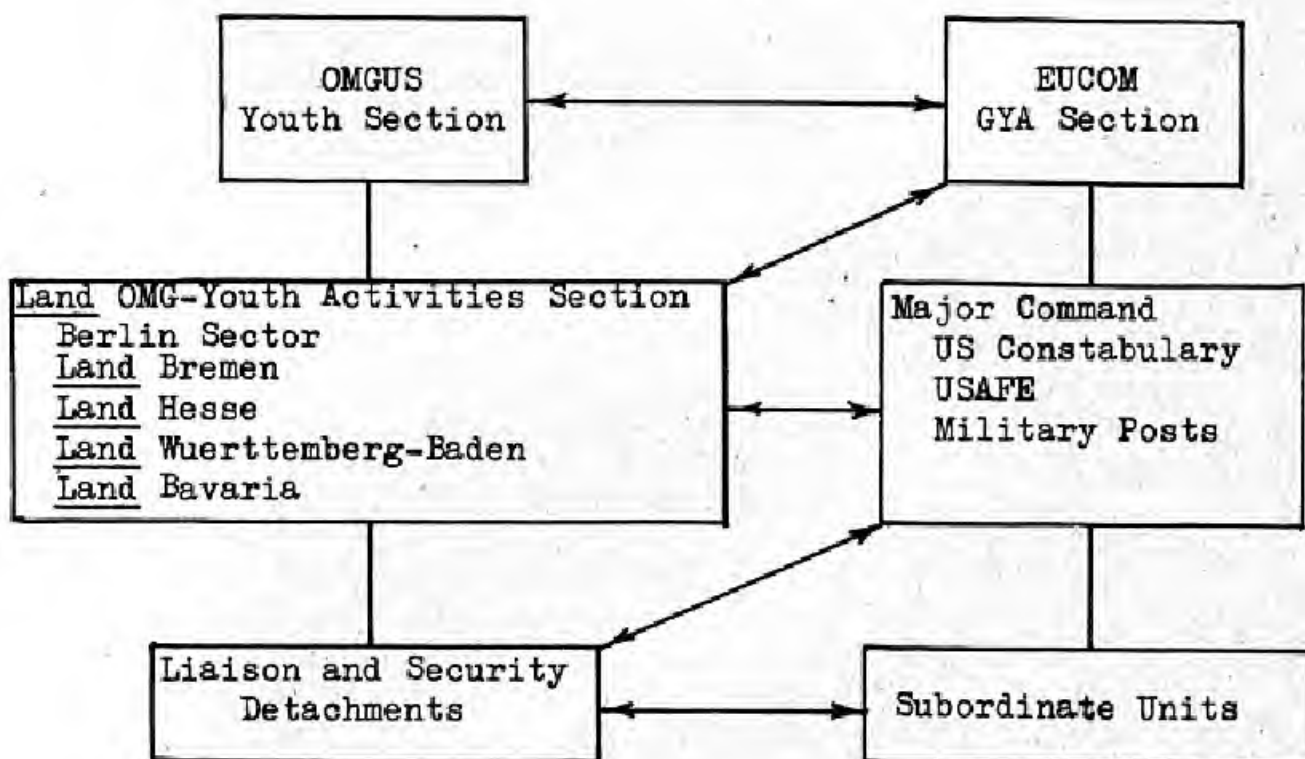 OMGUS
Youth Section
EUCOM
GYA Section
Land OMG-Youth Activities Section
Berlin Sector
Land Bremen
Land Hesse
Land Wuerttemberg-Baden
Land Bavaria
Major Command
US Constabulary
USAFE
Military Posts
Liaison and Security
Detachments
Subordinate Units